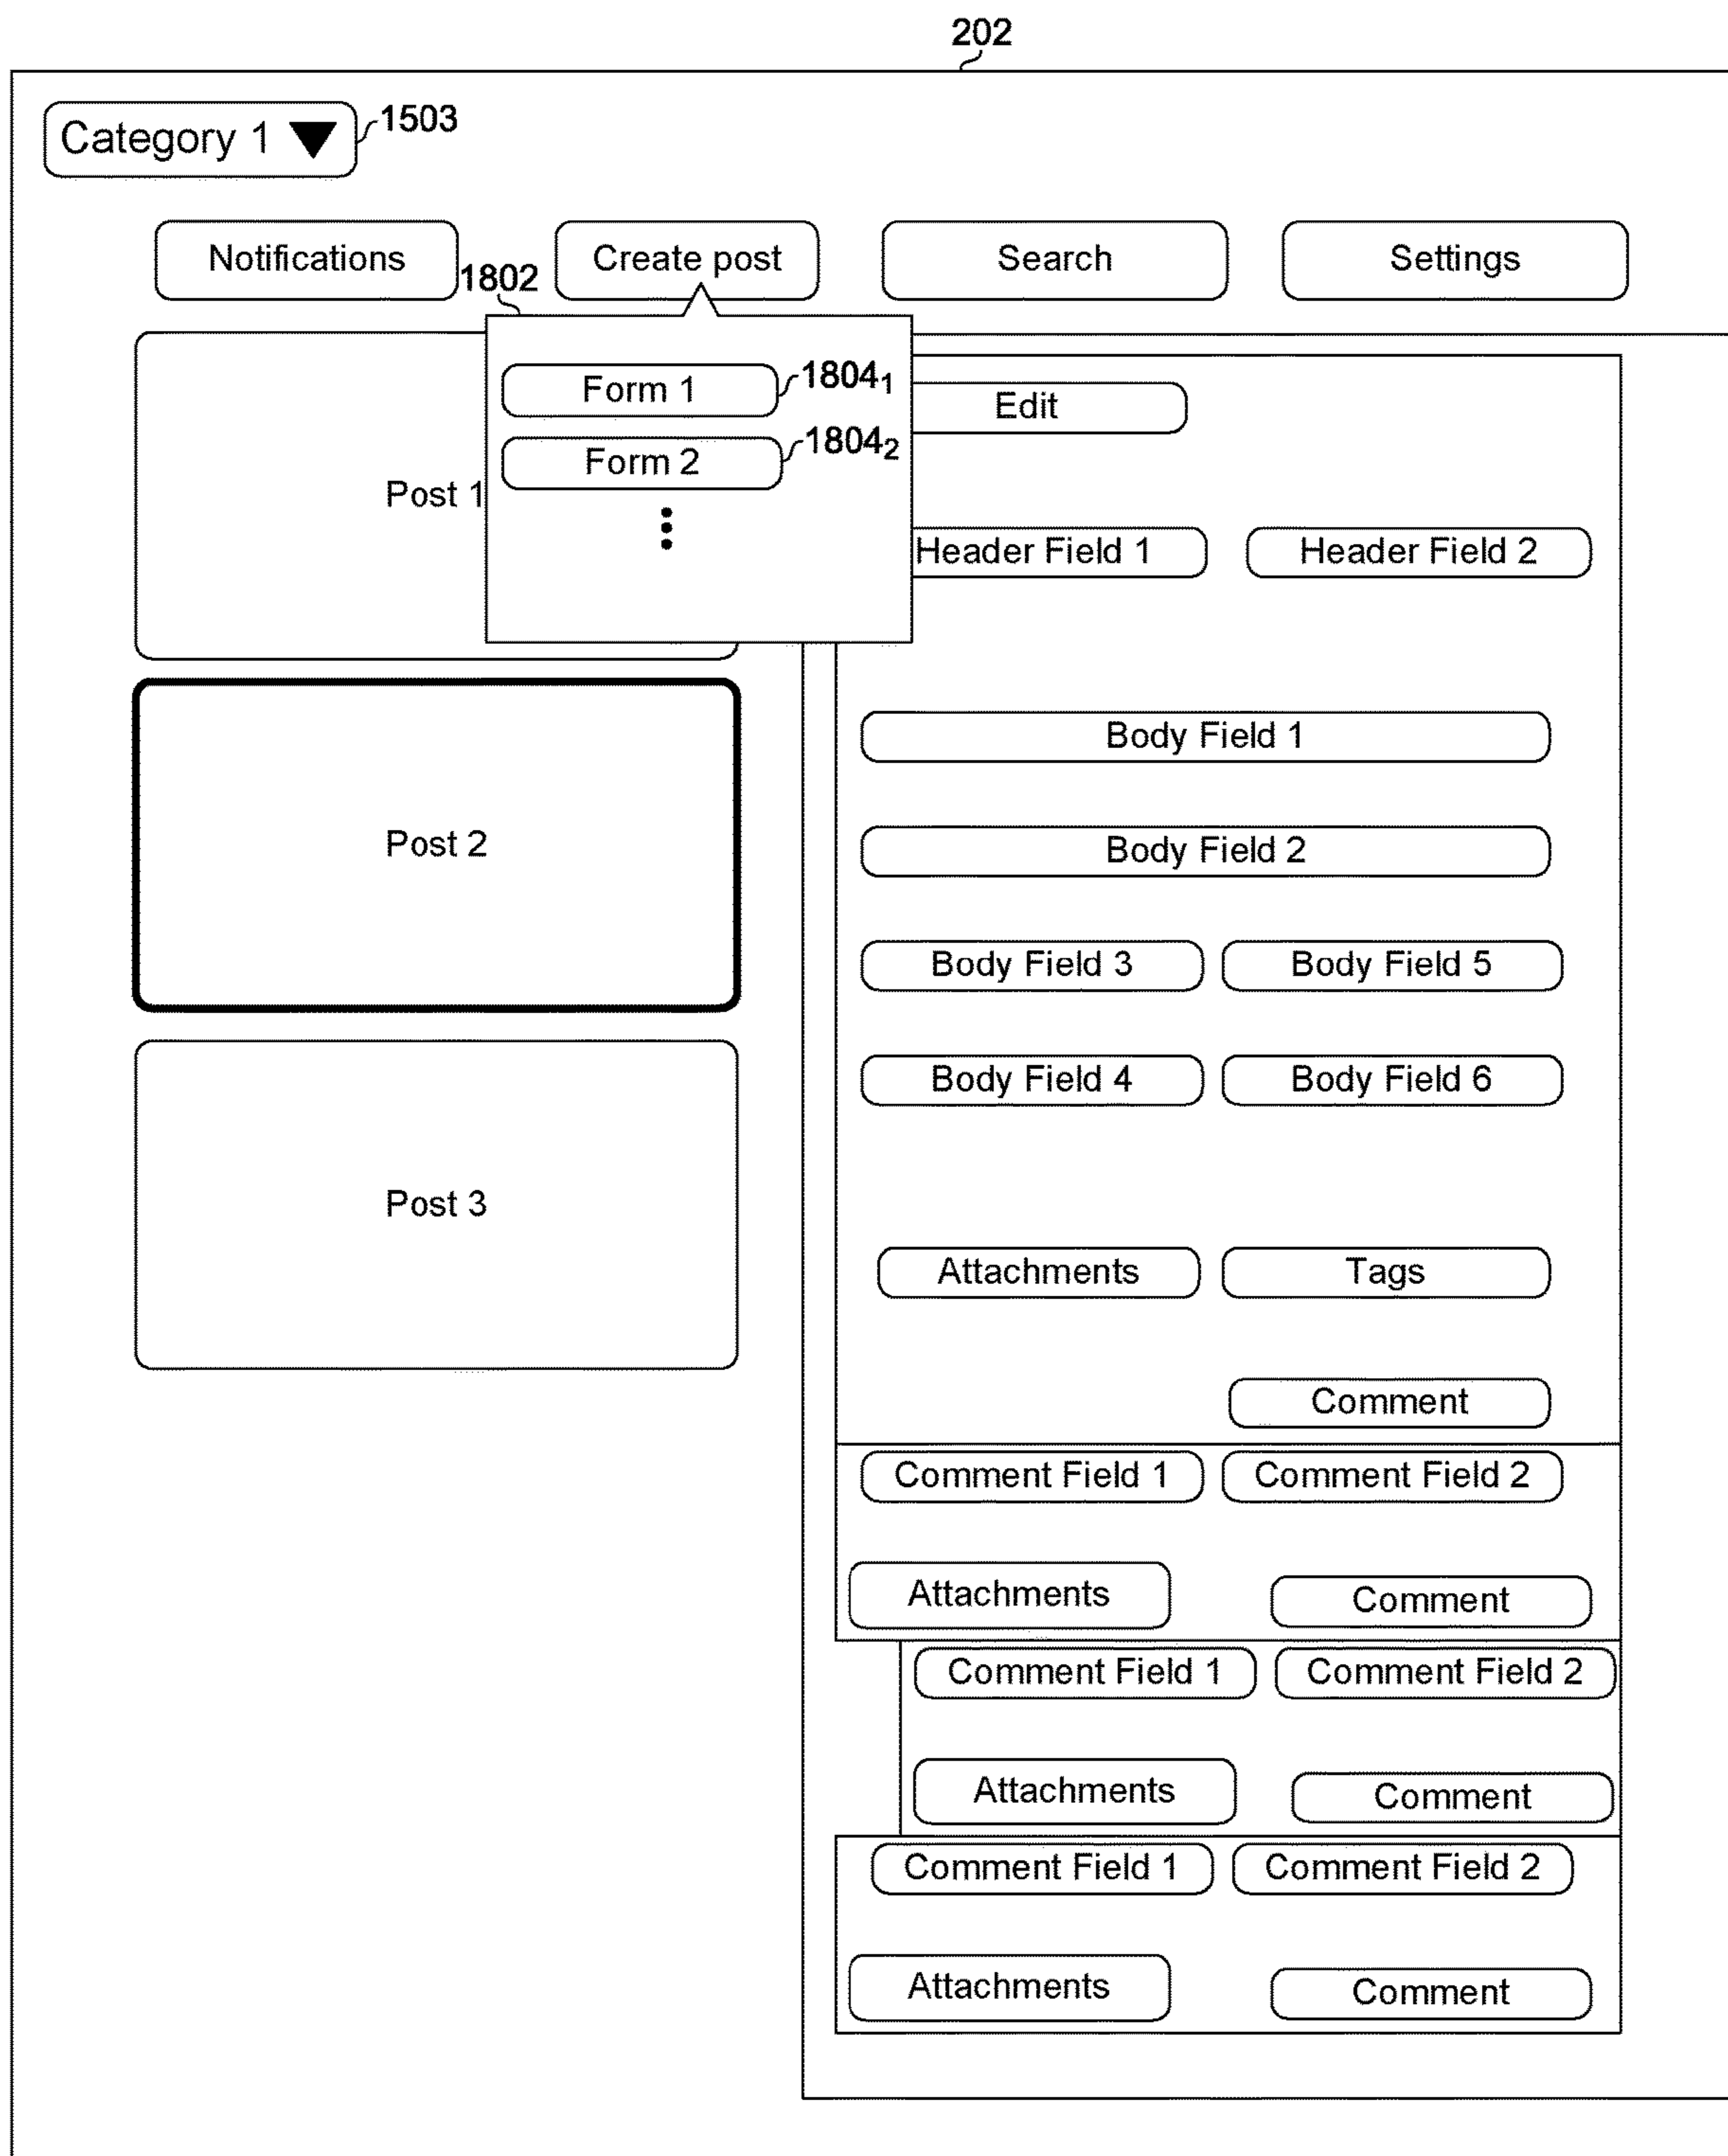 202
Category 1 1503
Notifications Create post Search Settings
1802
Form 1 1804₁
Edit
Form 2 1804₂
Post 1
Header Field 1 Header Field 2
Body Field 1
Post 2
Body Field 2
Body Field 3 Body Field 5
Body Field 4 Body Field 6
Post 3
Attachments Tags
Comment
Comment Field 1 Comment Field 2
Attachments Comment
Comment Field 1 Comment Field 2
Attachments Comment
Comment Field 1 Comment Field 2
Attachments Comment